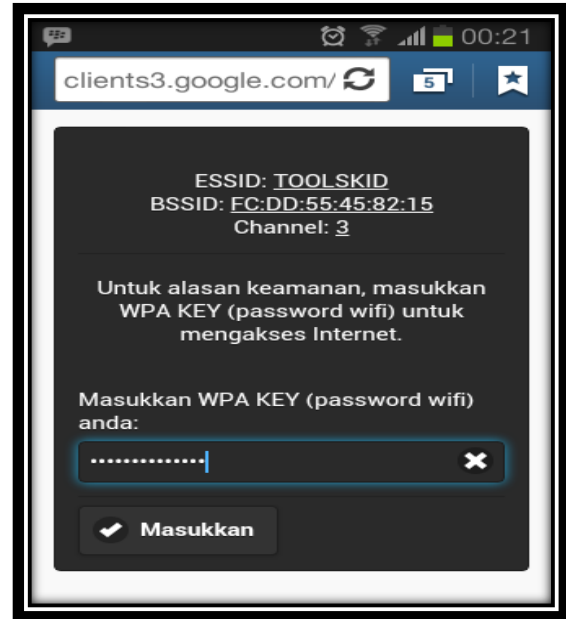 00:21
clients3.google.com/
5
ESSID: TOOLSKID
BSSID: FC:DD:55:45:82:15
Channel: 3
Untuk alasan keamanan, masukkan
WPA KEY (password wifi) untuk
mengakses Internet.
Masukkan WPA KEY (password wifi)
anda:
••••••••••••••
Masukkan